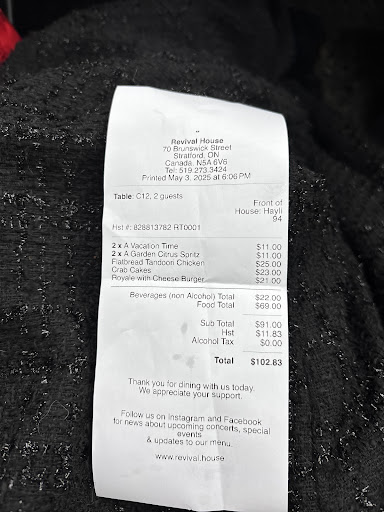 Revival House
70 Brunswick Street
Stratford, ON
Canada, N5A 6V6
Tel: 519.273.3424
Printed May 3, 2025 at 6:06 PM
Table: C12, 2 guests
Front of
House: Hayli
94
Hst #: 828813782 RT0001
2 x A Vacation Time $11.00
2 x A Garden Citrus Spritz $11.00
Flatbread Tandoori Chicken $25.00
Crab Cakes $23.00
Royale with Cheese Burger $21.00
Beverages (non Alcohol) Total $22.00
Food Total $69.00
Sub Total $91.00
Hst $11.83
Alcohol Tax $0.00
Total $102.83
Thank you for dining with us today.
We appreciate your support.
Follow us on Instagram and Facebook
for news about upcoming concerts, special
events
& updates to our menu.
www.revival.house